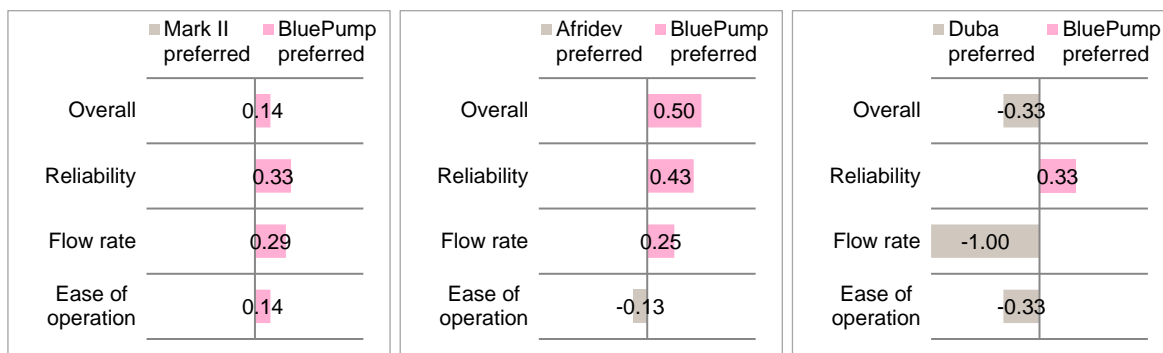 Mark II preferred
BluePump preferred
Overall
0.14
Reliability
0.33
Flow rate
0.29
Ease of operation
0.14
Afridev preferred
BluePump preferred
Overall
0.50
Reliability
0.43
Flow rate
0.25
Ease of operation
-0.13
Duba preferred
BluePump preferred
Overall
-0.33
Reliability
0.33
Flow rate
-1.00
Ease of operation
-0.33